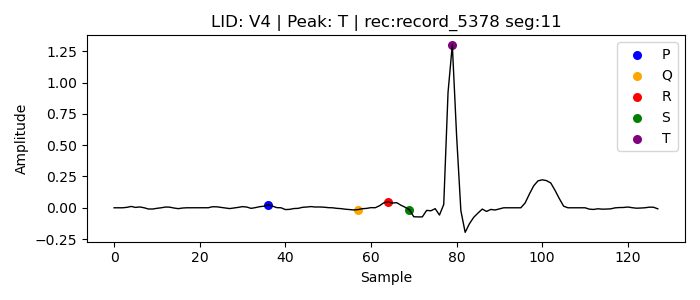 LID: V4 | Peak: T | rec:record_5378 seg:11
Amplitude
1.25
1.00
0.75
0.50
0.25
0.00
−0.25
0
20
40
60
80
100
120
Sample
P
Q
R
S
T